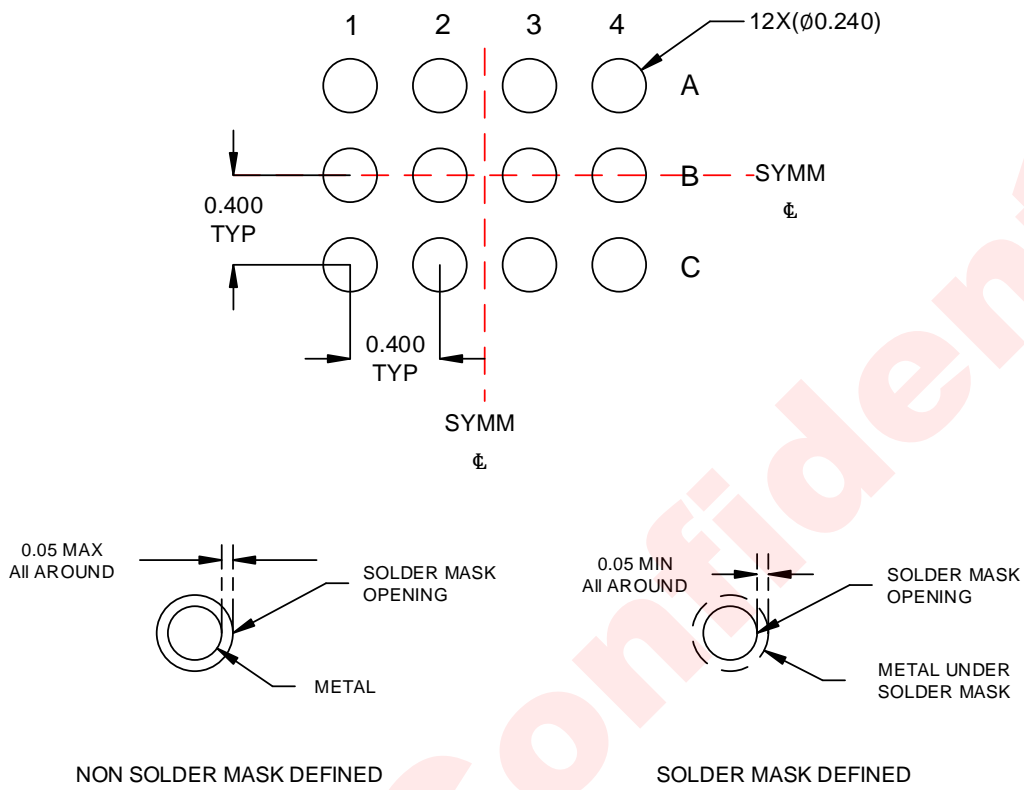 1 2 3 4
12X(Ø0.240)
A
B
SYMM
℄
0.400
TYP
C
0.400
TYP
SYMM
℄
0.05 MAX
All AROUND
SOLDER MASK
OPENING
METAL
NON SOLDER MASK DEFINED
0.05 MIN
All AROUND
SOLDER MASK
OPENING
METAL UNDER
SOLDER MASK
SOLDER MASK DEFINED